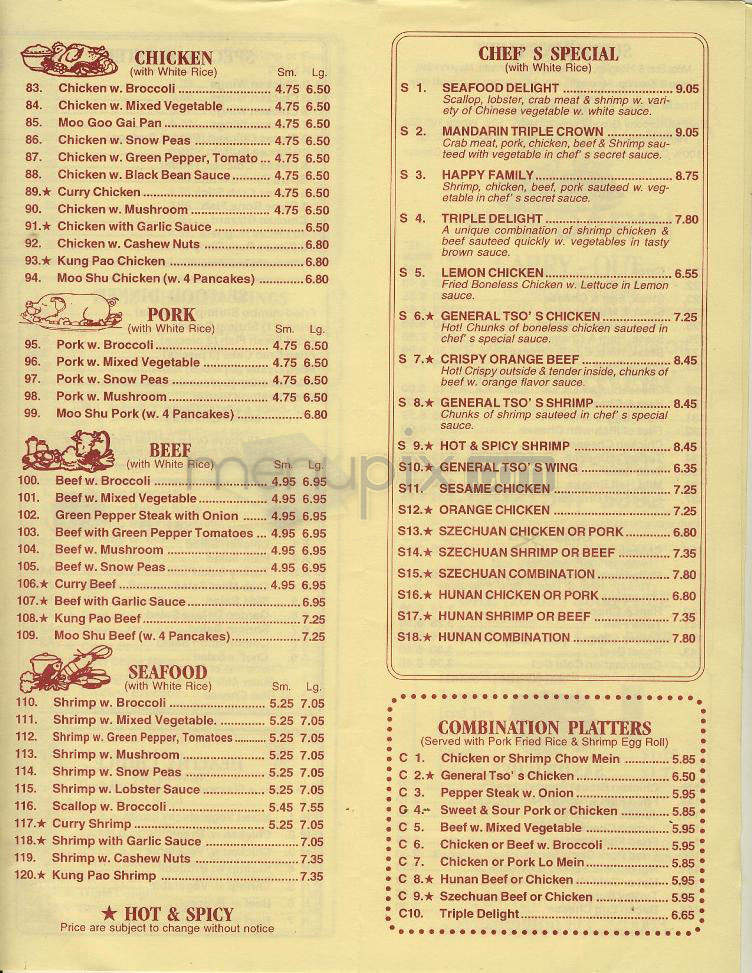 CHICKEN
(with White Rice) Sm. Lg.
83. Chicken w. Broccoli 4.75 6.50
84. Chicken w. Mixed Vegetable 4.75 6.50
85. Moo Goo Gai Pan 4.75 6.50
86. Chicken w. Snow Peas 4.75 6.50
87. Chicken w. Green Pepper, Tomato 4.75 6.50
88. Chicken w. Black Bean Sauce 4.75 6.50
89.★ Curry Chicken 4.75 6.50
90. Chicken w. Mushroom 4.75 6.50
91.★ Chicken with Garlic Sauce 6.50
92. Chicken w. Cashew Nuts 6.80
93.★ Kung Pao Chicken 6.80
94. Moo Shu Chicken (w. 4 Pancakes) 6.80
PORK
(with White Rice) Sm. Lg.
95. Pork w. Broccoli 4.75 6.50
96. Pork w. Mixed Vegetable 4.75 6.50
97. Pork w. Snow Peas 4.75 6.50
98. Pork w. Mushroom 4.75 6.50
99. Moo Shu Pork (w. 4 Pancakes) 6.80
BEEF
(with White Rice) Sm. Lg.
100. Beef w. Broccoli 4.95 6.95
101. Beef w. Mixed Vegetable 4.95 6.95
102. Green Pepper Steak with Onion 4.95 6.95
103. Beef with Green Pepper Tomatoes 4.95 6.95
104. Beef w. Mushroom 4.95 6.95
105. Beef w. Snow Peas 4.95 6.95
106.★ Curry Beef 4.95 6.95
107.★ Beef with Garlic Sauce 6.95
108.★ Kung Pao Beef 7.25
109. Moo Shu Beef (w. 4 Pancakes) 7.25
SEAFOOD
(with White Rice) Sm. Lg.
110. Shrimp w. Broccoli 5.25 7.05
111. Shrimp w. Mixed Vegetable. 5.25 7.05
112. Shrimp w. Green Pepper, Tomatoes 5.25 7.05
113. Shrimp w. Mushroom 5.25 7.05
114. Shrimp w. Snow Peas 5.25 7.05
115. Shrimp w. Lobster Sauce 5.25 7.05
116. Scallop w. Broccoli 5.45 7.55
117.★ Curry Shrimp 5.25 7.05
118.★ Shrimp with Garlic Sauce 7.05
119. Shrimp w. Cashew Nuts 7.35
120.★ Kung Pao Shrimp 7.35
★ HOT & SPICY
Price are subject to change without notice
CHEF'S SPECIAL
(with White Rice)
S 1. SEAFOOD DELIGHT 9.05
Scallop, lobster, crab meat & shrimp w. vari-
ety of Chinese vegetable w. white sauce.
S 2. MANDARIN TRIPLE CROWN 9.05
Crab meat, pork, chicken, beef & Shrimp sau-
teed with vegetable in chef's secret sauce.
S 3. HAPPY FAMILY 8.75
Shrimp, chicken, beef, pork sauteed w. veg-
etable in chef's secret sauce.
S 4. TRIPLE DELIGHT 7.80
A unique combination of shrimp chicken &
beef sauteed quickly w. vegetables in tasty
brown sauce.
S 5. LEMON CHICKEN 6.55
Fried Boneless Chicken w. Lettuce in Lemon
sauce.
S 6.★ GENERAL TSO'S CHICKEN 7.25
Hot! Chunks of boneless chicken sauteed in
chef's special sauce.
S 7.★ CRISPY ORANGE BEEF 8.45
Hot! Crispy outside & tender inside, chunks of
beef w. orange flavor sauce.
S 8.★ GENERAL TSO'S SHRIMP 8.45
Chunks of shrimp sauteed in chef's special
sauce.
S 9.★ HOT & SPICY SHRIMP 8.45
S10.★ GENERAL TSO'S WING 6.35
S11. SESAME CHICKEN 7.25
S12.★ ORANGE CHICKEN 7.25
S13.★ SZECHUAN CHICKEN OR PORK 6.80
S14.★ SZECHUAN SHRIMP OR BEEF 7.35
S15.★ SZECHUAN COMBINATION 7.80
S16.★ HUNAN CHICKEN OR PORK 6.80
S17.★ HUNAN SHRIMP OR BEEF 7.35
S18.★ HUNAN COMBINATION 7.80
COMBINATION PLATTERS
(Served with Pork Fried Rice & Shrimp Egg Roll)
C 1. Chicken or Shrimp Chow Mein 5.85
C 2.★ General Tso's Chicken 6.50
C 3. Pepper Steak w. Onion 5.95
C 4. Sweet & Sour Pork or Chicken 5.85
C 5. Beef w. Mixed Vegetable 5.95
C 6. Chicken or Beef w. Broccoli 5.95
C 7. Chicken or Pork Lo Mein 5.85
C 8.★ Hunan Beef or Chicken 5.95
C 9.★ Szechuan Beef or Chicken 5.95
C10. Triple Delight 6.65
menupix